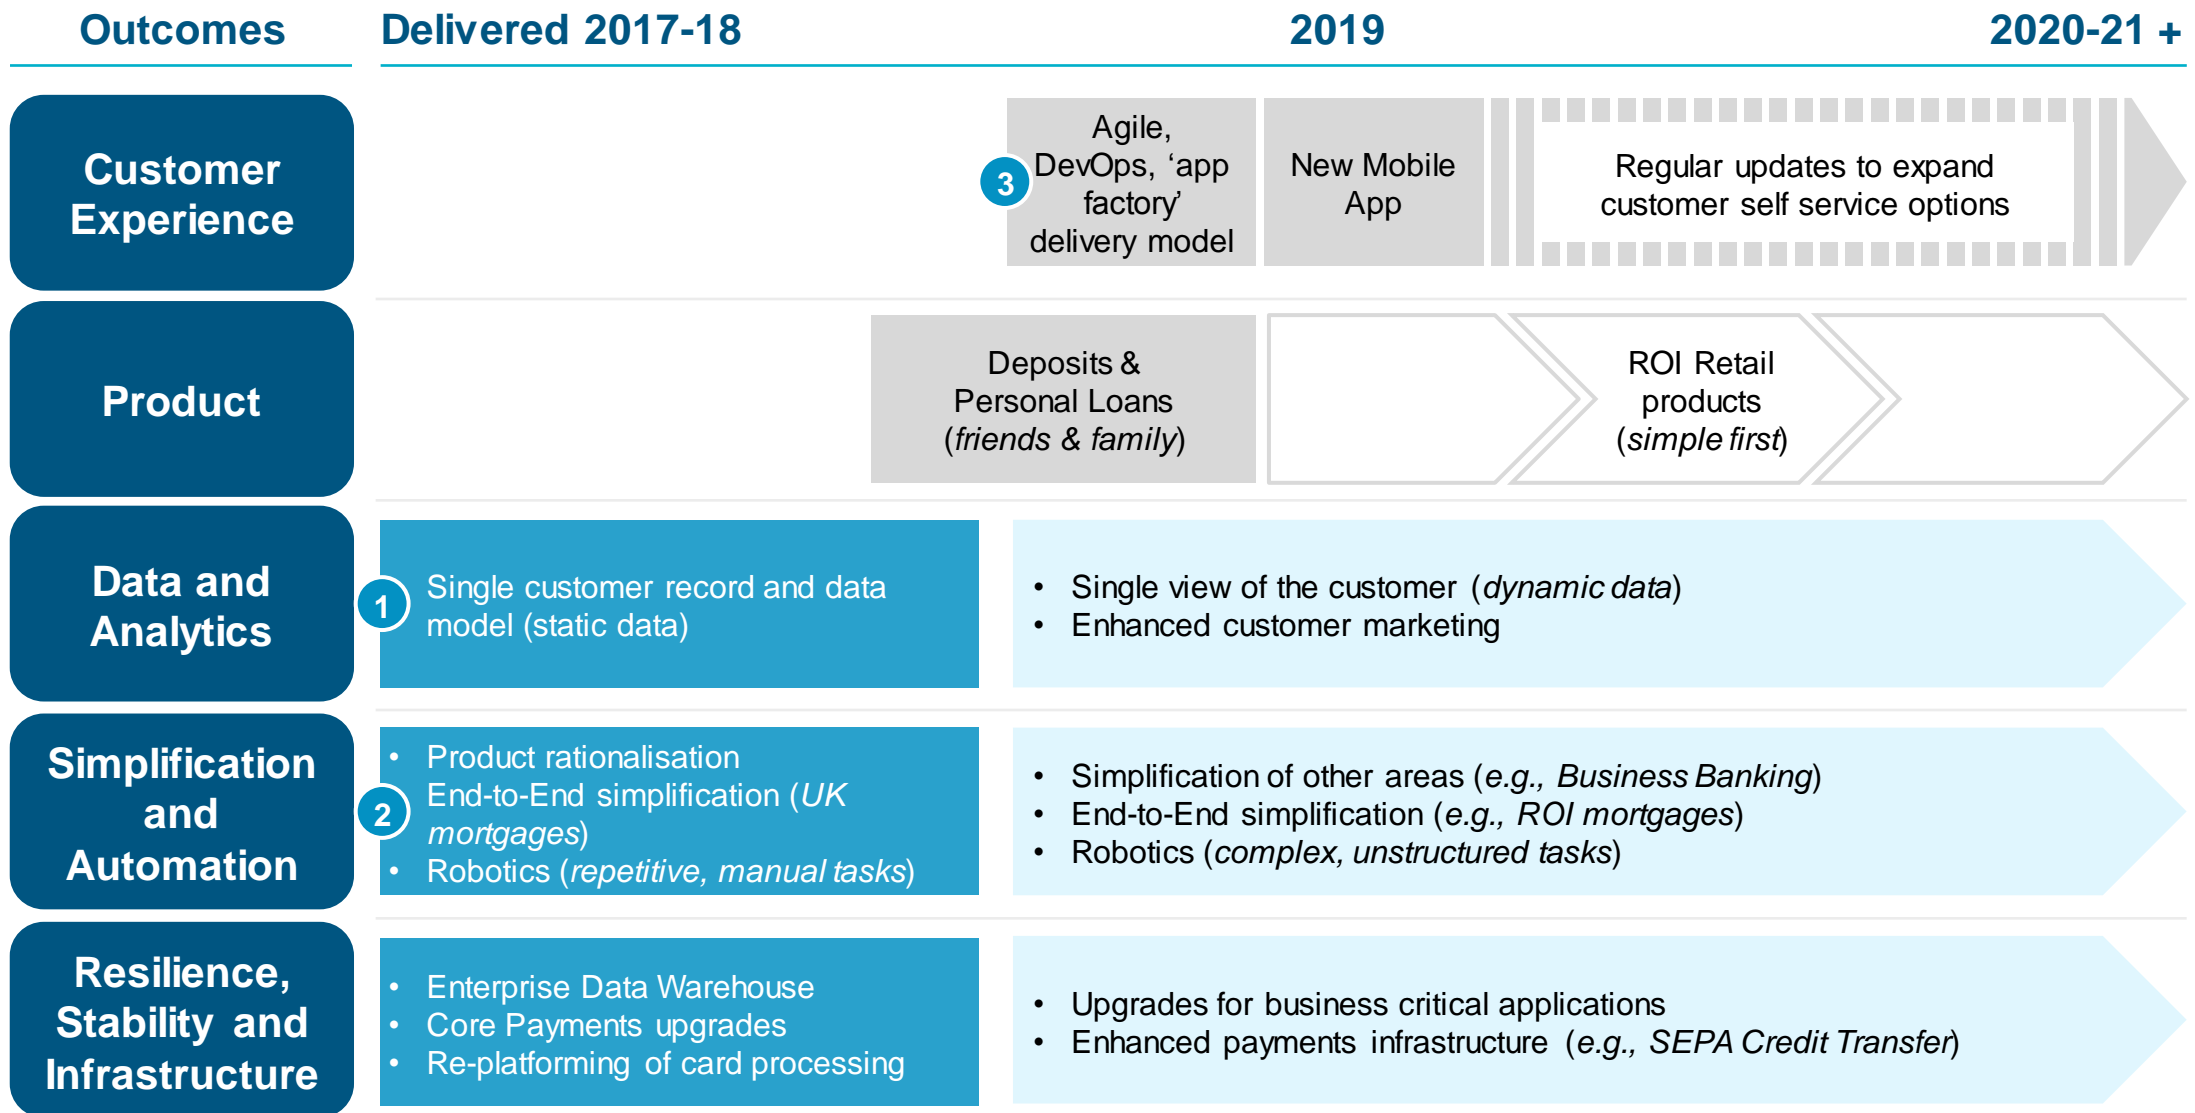 Outcomes
Delivered 2017-18
2019
2020-21 +
Customer
Experience
3
Agile,
DevOps, ‘app
factory’
delivery model
New Mobile
App
Regular updates to expand
customer self service options
Product
Deposits &
Personal Loans
(friends & family)
ROI Retail
products
(simple first)
Data and
Analytics
1
Single customer record and data
model (static data)
• Single view of the customer (dynamic data)
• Enhanced customer marketing
Simplification
and
Automation
2
• Product rationalisation
• End-to-End simplification (UK
mortgages)
• Robotics (repetitive, manual tasks)
• Simplification of other areas (e.g., Business Banking)
• End-to-End simplification (e.g., ROI mortgages)
• Robotics (complex, unstructured tasks)
Resilience,
Stability and
Infrastructure
• Enterprise Data Warehouse
• Core Payments upgrades
• Re-platforming of card processing
• Upgrades for business critical applications
• Enhanced payments infrastructure (e.g., SEPA Credit Transfer)